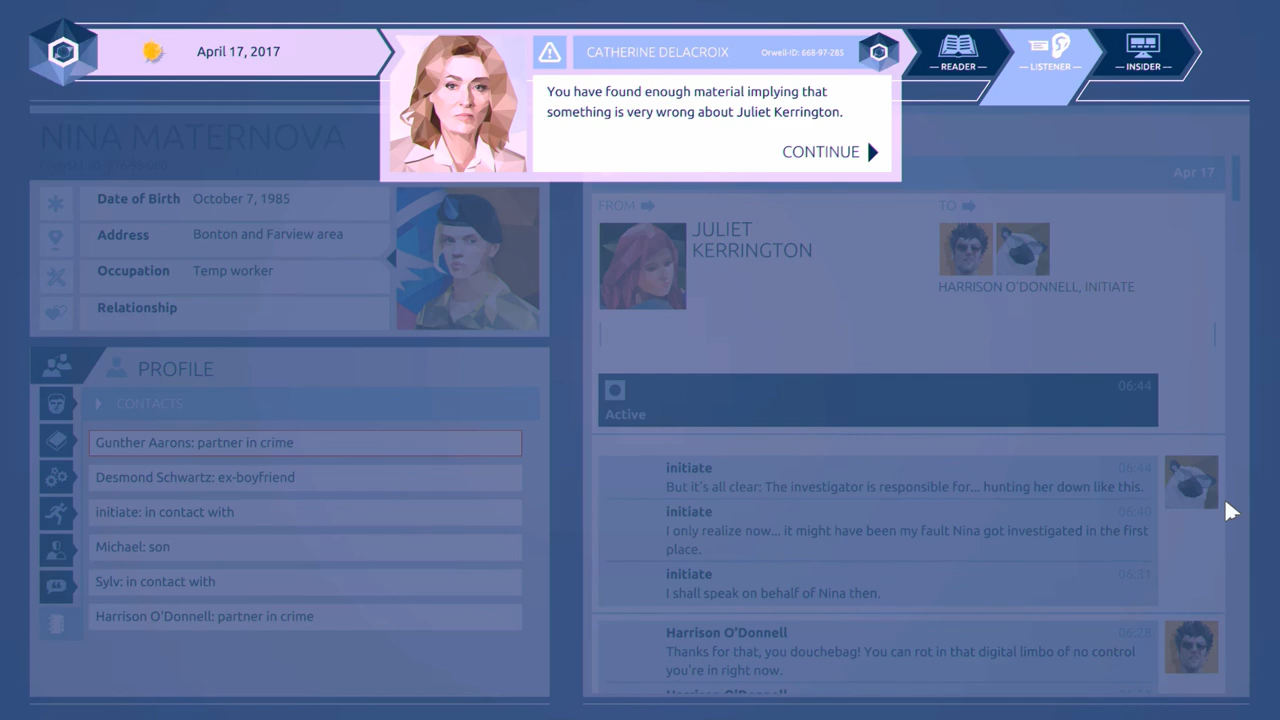 April 17, 2017
CATHERINE DELACROIX
Orwell-ID: 668-97-285
You have found enough material implying that
something is very wrong about Juliet Kerrington.
CONTINUE
— READER —
— LISTENER —
— INSIDER —
NINA MATERNOVA
Date of Birth October 7, 1985
Address Bonton and Farview area
Occupation Temp worker
Relationship
PROFILE
CONTACTS
Gunther Aarons: partner in crime
Desmond Schwartz: ex-boyfriend
initiate: in contact with
Michael: son
Sylv: in contact with
Harrison O'Donnell: partner in crime
Apr 17
FROM
JULIET
KERRINGTON
TO
HARRISON O'DONNELL, INITIATE
06:44
Active
initiate 06:44
But it's all clear: The investigator is responsible for... hunting her down like this.
initiate 06:40
I only realize now... it might have been my fault Nina got investigated in the first
place.
initiate 06:31
I shall speak on behalf of Nina then.
Harrison O'Donnell 06:28
Thanks for that, you douchebag! You can rot in that digital limbo of no control
you're in right now.
Harrison O'Donnell